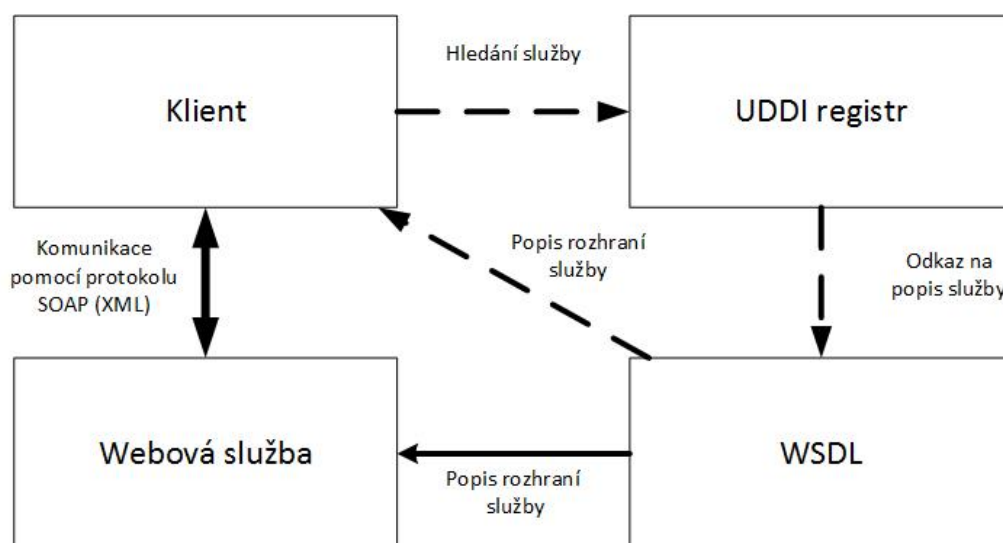 Hledání služby
Klient
UDDI registr
Komunikace
pomocí protokolu
SOAP (XML)
Popis rozhraní
služby
Odkaz na
popis služby
Webová služba
WSDL
Popis rozhraní
služby